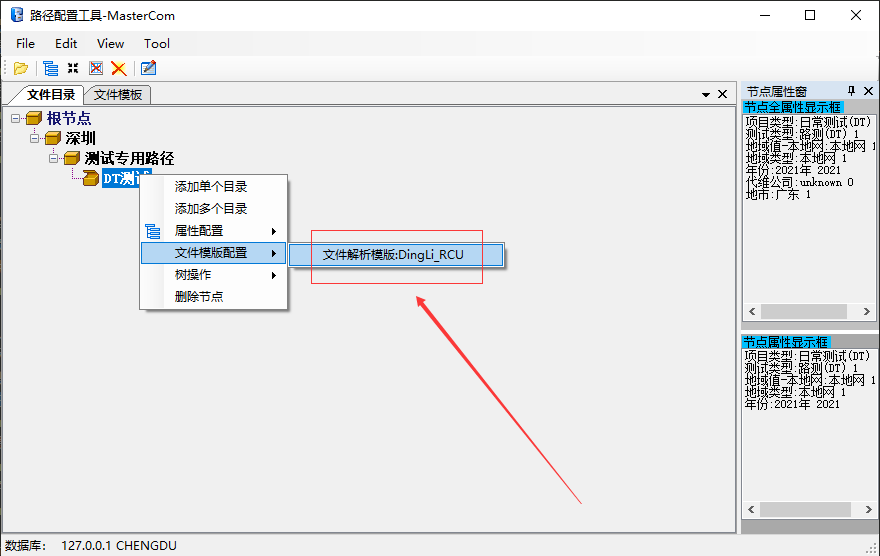 路径配置工具-MasterCom
File Edit View Tool
文件目录 文件模板
根节点
深圳
测试专用路径
DT测试
添加单个目录
添加多个目录
属性配置
文件模版配置
树操作
删除节点
文件解析模版:DingLi_RCU
节点属性窗
节点全属性显示框
项目类型:日常测试(DT)
测试类型:路测(DT) 1
地域值-本地网:本地网 1
地域类型:本地网 1
年份:2021年 2021
代维公司:unknown 0
地市:广东 1
节点属性显示框
项目类型:日常测试(DT)
测试类型:路测(DT) 1
地域值-本地网:本地网 1
地域类型:本地网 1
年份:2021年 2021
数据库: 127.0.0.1 CHENGDU